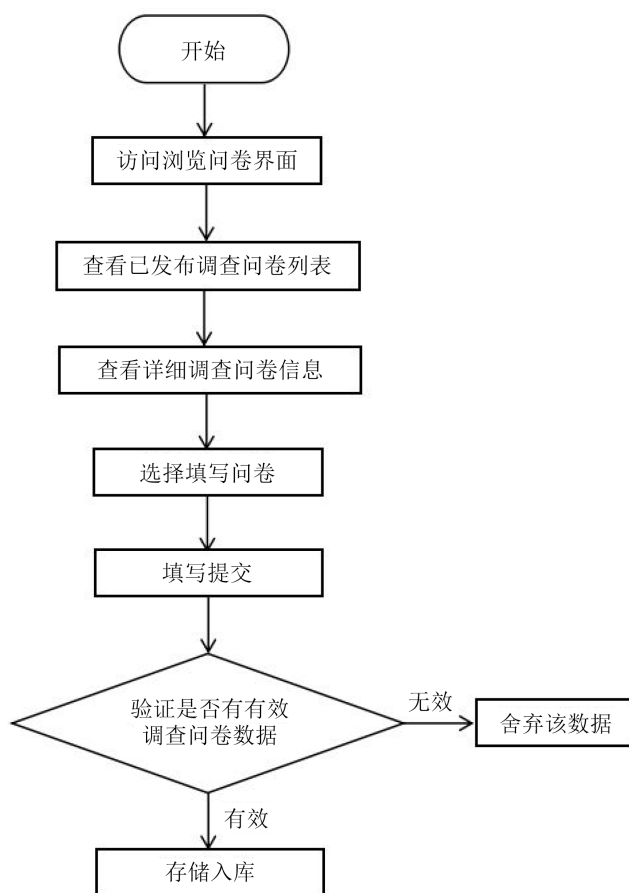 开始
访问浏览问卷界面
查看已发布调查问卷列表
查看详细调查问卷信息
选择填写问卷
填写提交
验证是否有有效
调查问卷数据
无效
舍弃该数据
有效
存储入库